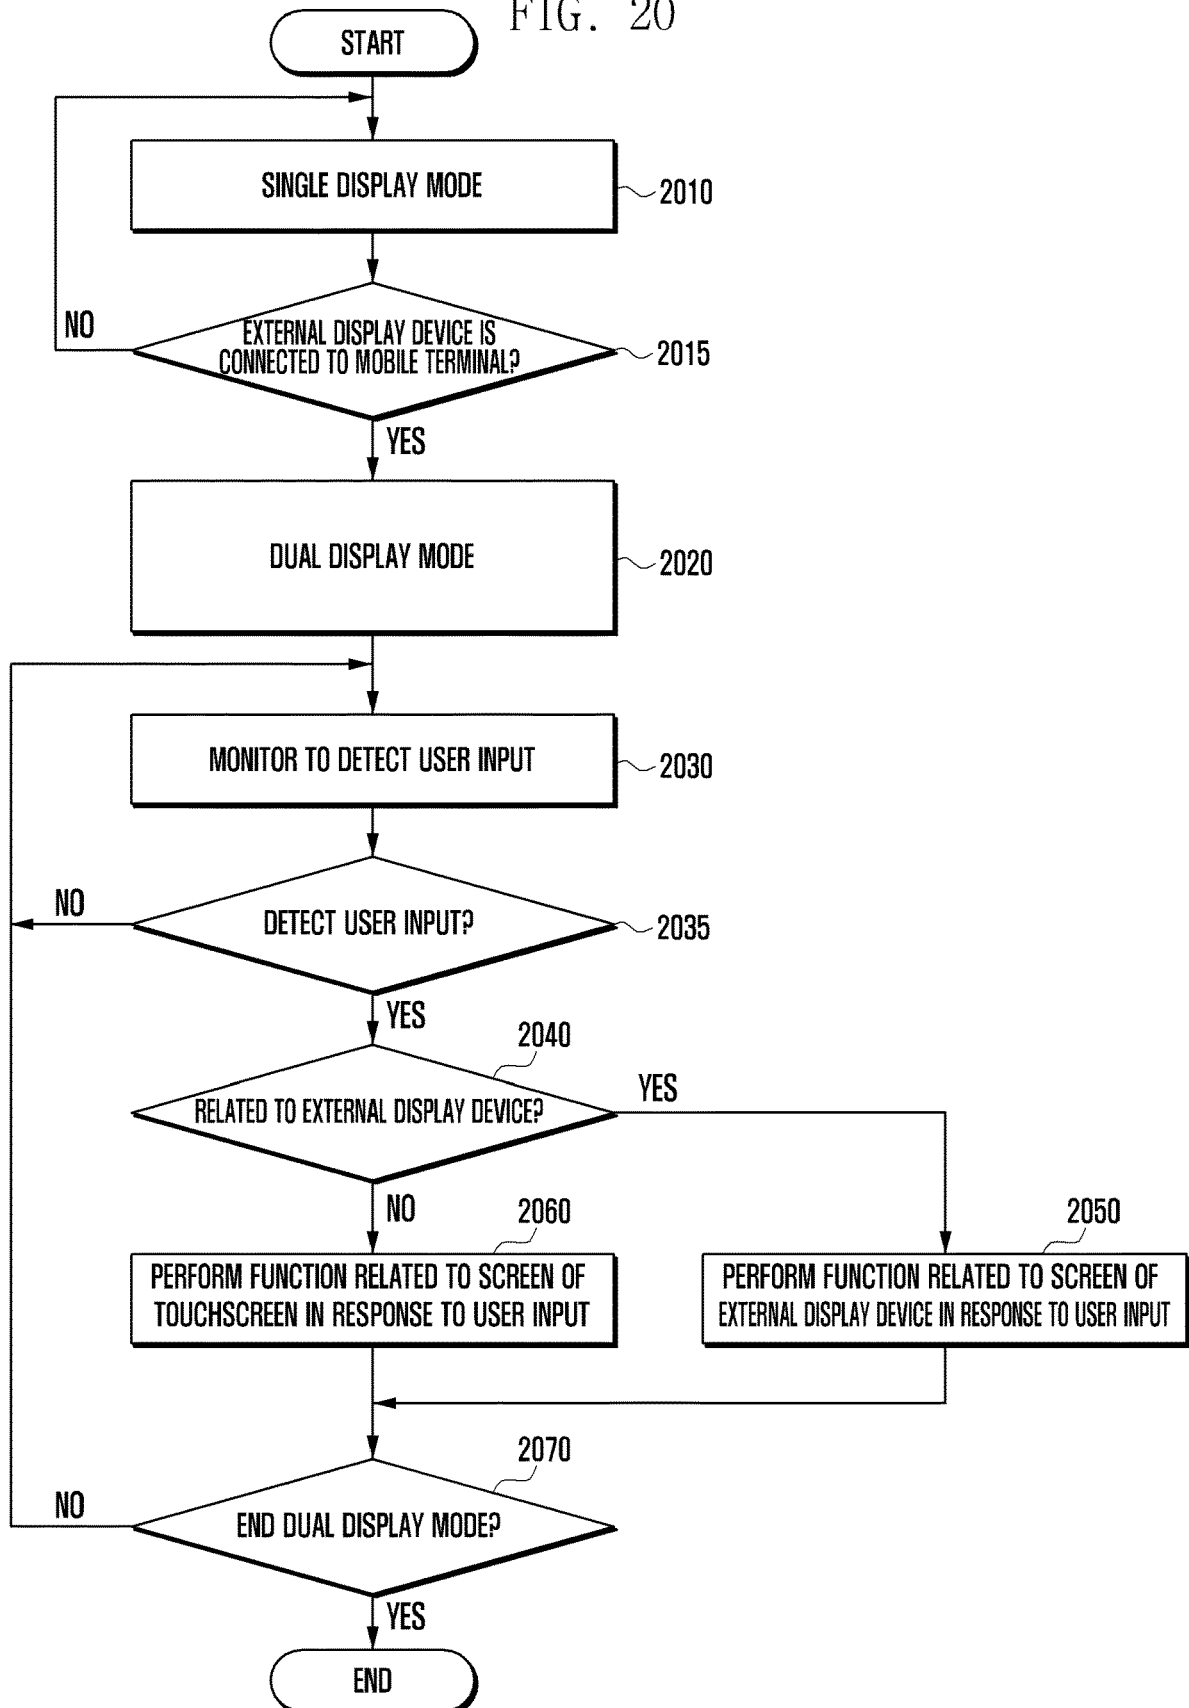 FIG. 20
START
SINGLE DISPLAY MODE
2010
NO
EXTERNAL DISPLAY DEVICE IS
CONNECTED TO MOBILE TERMINAL?
2015
YES
DUAL DISPLAY MODE
2020
MONITOR TO DETECT USER INPUT
2030
NO
DETECT USER INPUT?
2035
YES
2040
RELATED TO EXTERNAL DISPLAY DEVICE?
YES
NO
2060
2050
PERFORM FUNCTION RELATED TO SCREEN OF
TOUCHSCREEN IN RESPONSE TO USER INPUT
PERFORM FUNCTION RELATED TO SCREEN OF
EXTERNAL DISPLAY DEVICE IN RESPONSE TO USER INPUT
2070
NO
END DUAL DISPLAY MODE?
YES
END